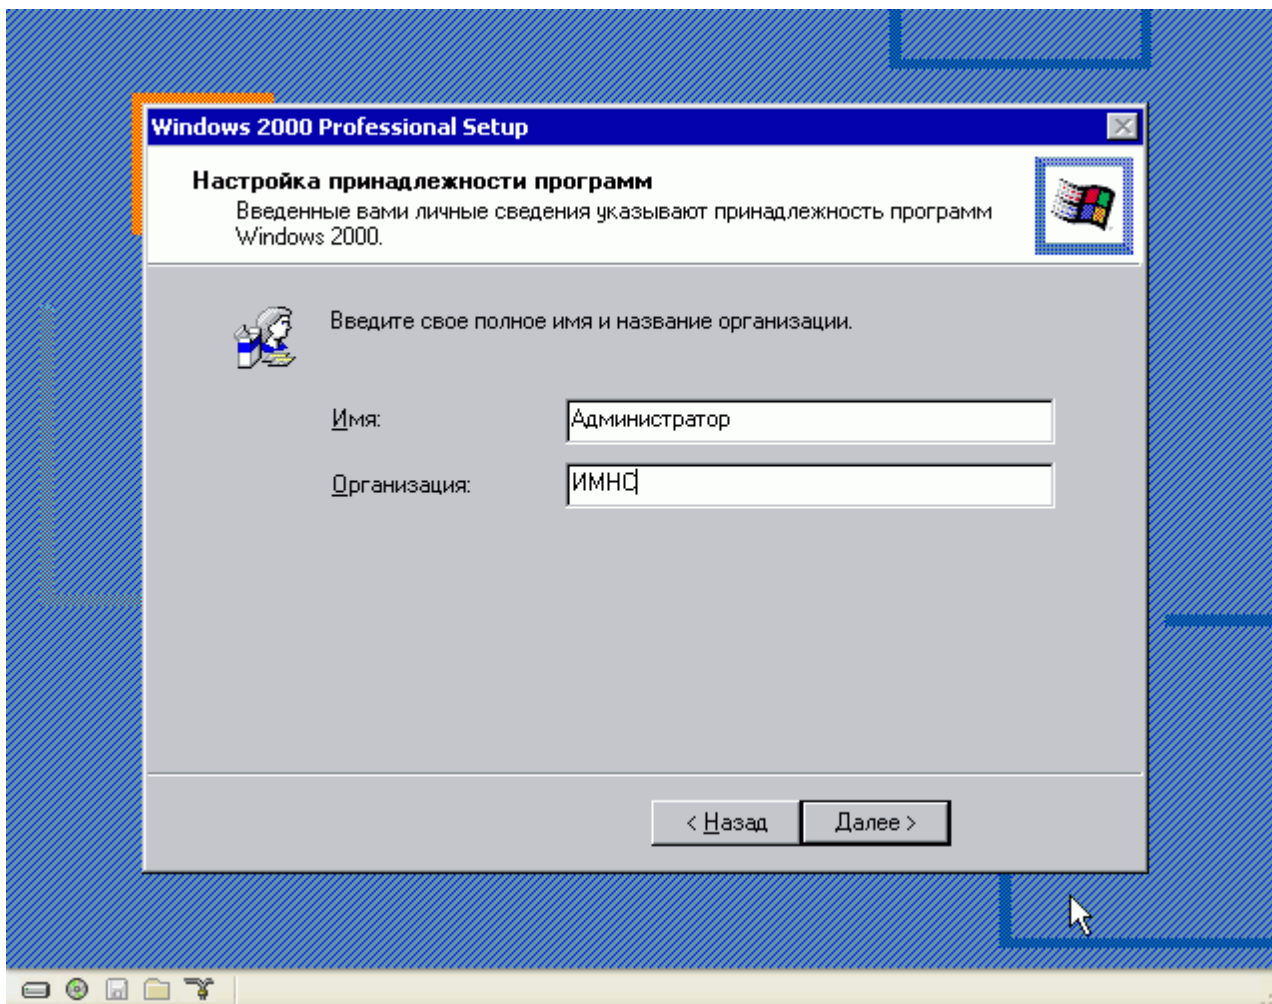 Windows 2000 Professional Setup
Настройка принадлежности программ
Введенные вами личные сведения указывают принадлежность программ
Windows 2000.
Введите свое полное имя и название организации.
Имя: Администратор
Организация: ИМНС
< Назад Далее >